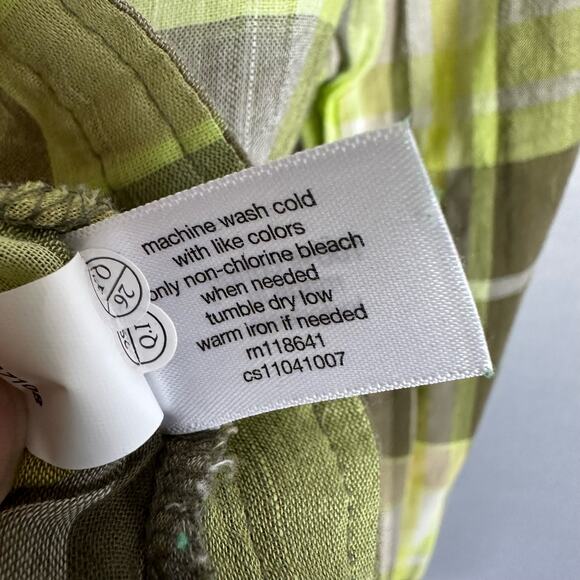 machine wash cold
with like colors
only non-chlorine bleach
when needed
tumble dry low
warm iron if needed
rn118641
cs11041007
26